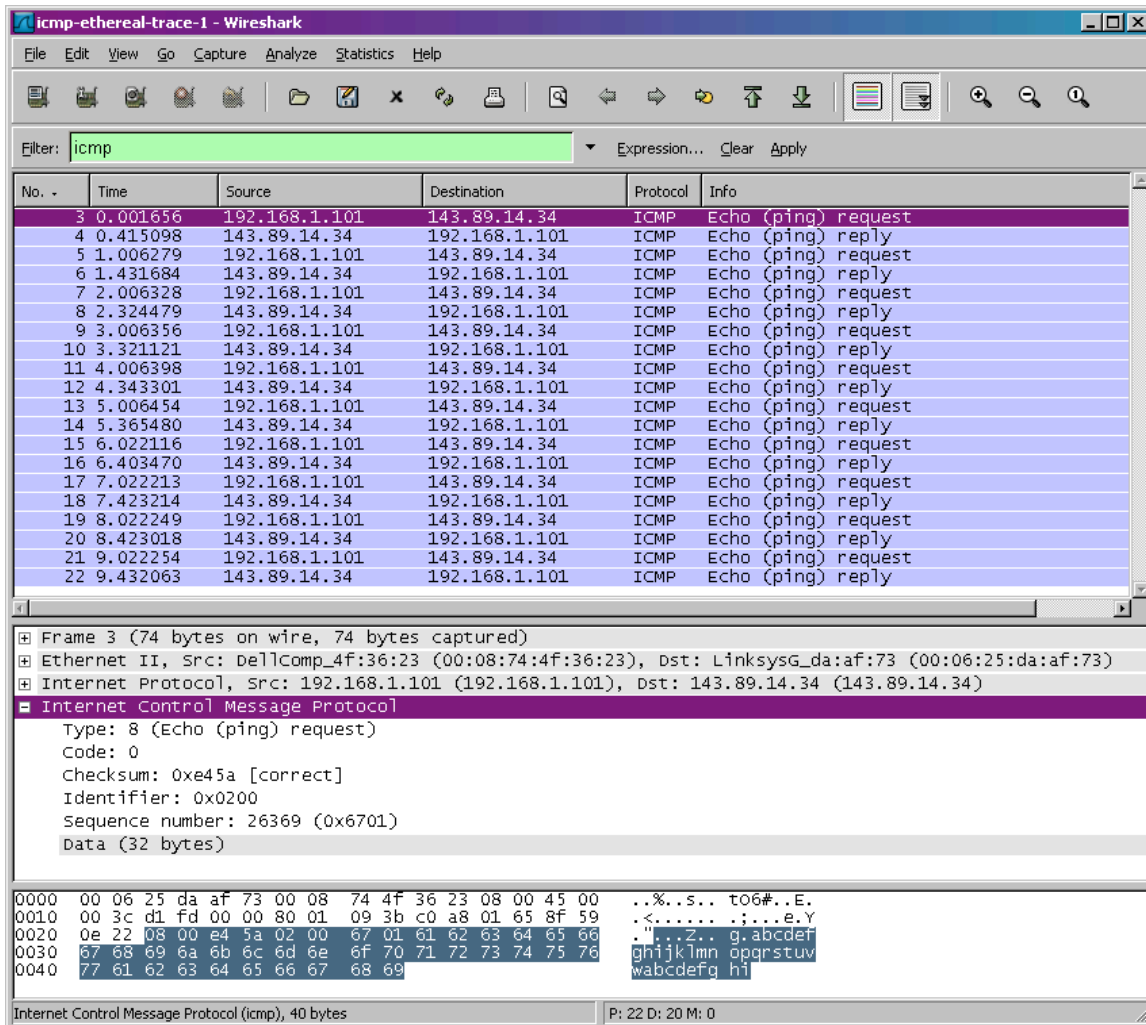 icmp-ethereal-trace-1 - Wireshark
File Edit View Go Capture Analyze Statistics Help
Filter: icmp Expression... Clear Apply
No. - Time Source Destination Protocol Info
3 0.001656 192.168.1.101 143.89.14.34 ICMP Echo (ping) request
4 0.415098 143.89.14.34 192.168.1.101 ICMP Echo (ping) reply
5 1.006279 192.168.1.101 143.89.14.34 ICMP Echo (ping) request
6 1.431684 143.89.14.34 192.168.1.101 ICMP Echo (ping) reply
7 2.006328 192.168.1.101 143.89.14.34 ICMP Echo (ping) request
8 2.324479 143.89.14.34 192.168.1.101 ICMP Echo (ping) reply
9 3.006356 192.168.1.101 143.89.14.34 ICMP Echo (ping) request
10 3.321121 143.89.14.34 192.168.1.101 ICMP Echo (ping) reply
11 4.006398 192.168.1.101 143.89.14.34 ICMP Echo (ping) request
12 4.343301 143.89.14.34 192.168.1.101 ICMP Echo (ping) reply
13 5.006454 192.168.1.101 143.89.14.34 ICMP Echo (ping) request
14 5.365480 143.89.14.34 192.168.1.101 ICMP Echo (ping) reply
15 6.022116 192.168.1.101 143.89.14.34 ICMP Echo (ping) request
16 6.403470 143.89.14.34 192.168.1.101 ICMP Echo (ping) reply
17 7.022213 192.168.1.101 143.89.14.34 ICMP Echo (ping) request
18 7.423214 143.89.14.34 192.168.1.101 ICMP Echo (ping) reply
19 8.022249 192.168.1.101 143.89.14.34 ICMP Echo (ping) request
20 8.423018 143.89.14.34 192.168.1.101 ICMP Echo (ping) reply
21 9.022254 192.168.1.101 143.89.14.34 ICMP Echo (ping) request
22 9.432063 143.89.14.34 192.168.1.101 ICMP Echo (ping) reply
Frame 3 (74 bytes on wire, 74 bytes captured)
Ethernet II, Src: DellComp_4f:36:23 (00:08:74:4f:36:23), Dst: LinksysG_da:af:73 (00:06:25:da:af:73)
Internet Protocol, Src: 192.168.1.101 (192.168.1.101), Dst: 143.89.14.34 (143.89.14.34)
Internet Control Message Protocol
Type: 8 (Echo (ping) request)
Code: 0
Checksum: 0xe45a [correct]
Identifier: 0x0200
Sequence number: 26369 (0x6701)
Data (32 bytes)
0000 00 06 25 da af 73 00 08 74 4f 36 23 08 00 45 00 ..%..s.. tO6#..E.
0010 00 3c d1 fd 00 00 80 01 09 3b c0 a8 01 65 8f 59 .<...... .;...e.Y
0020 0e 22 08 00 e4 5a 02 00 67 01 61 62 63 64 65 66 ."...Z.. g.abcdef
0030 67 68 69 6a 6b 6c 6d 6e 6f 70 71 72 73 74 75 76 ghijklmn opqrstuv
0040 77 61 62 63 64 65 66 67 68 69 wabcdefg hi
Internet Control Message Protocol (icmp), 40 bytes P: 22 D: 20 M: 0